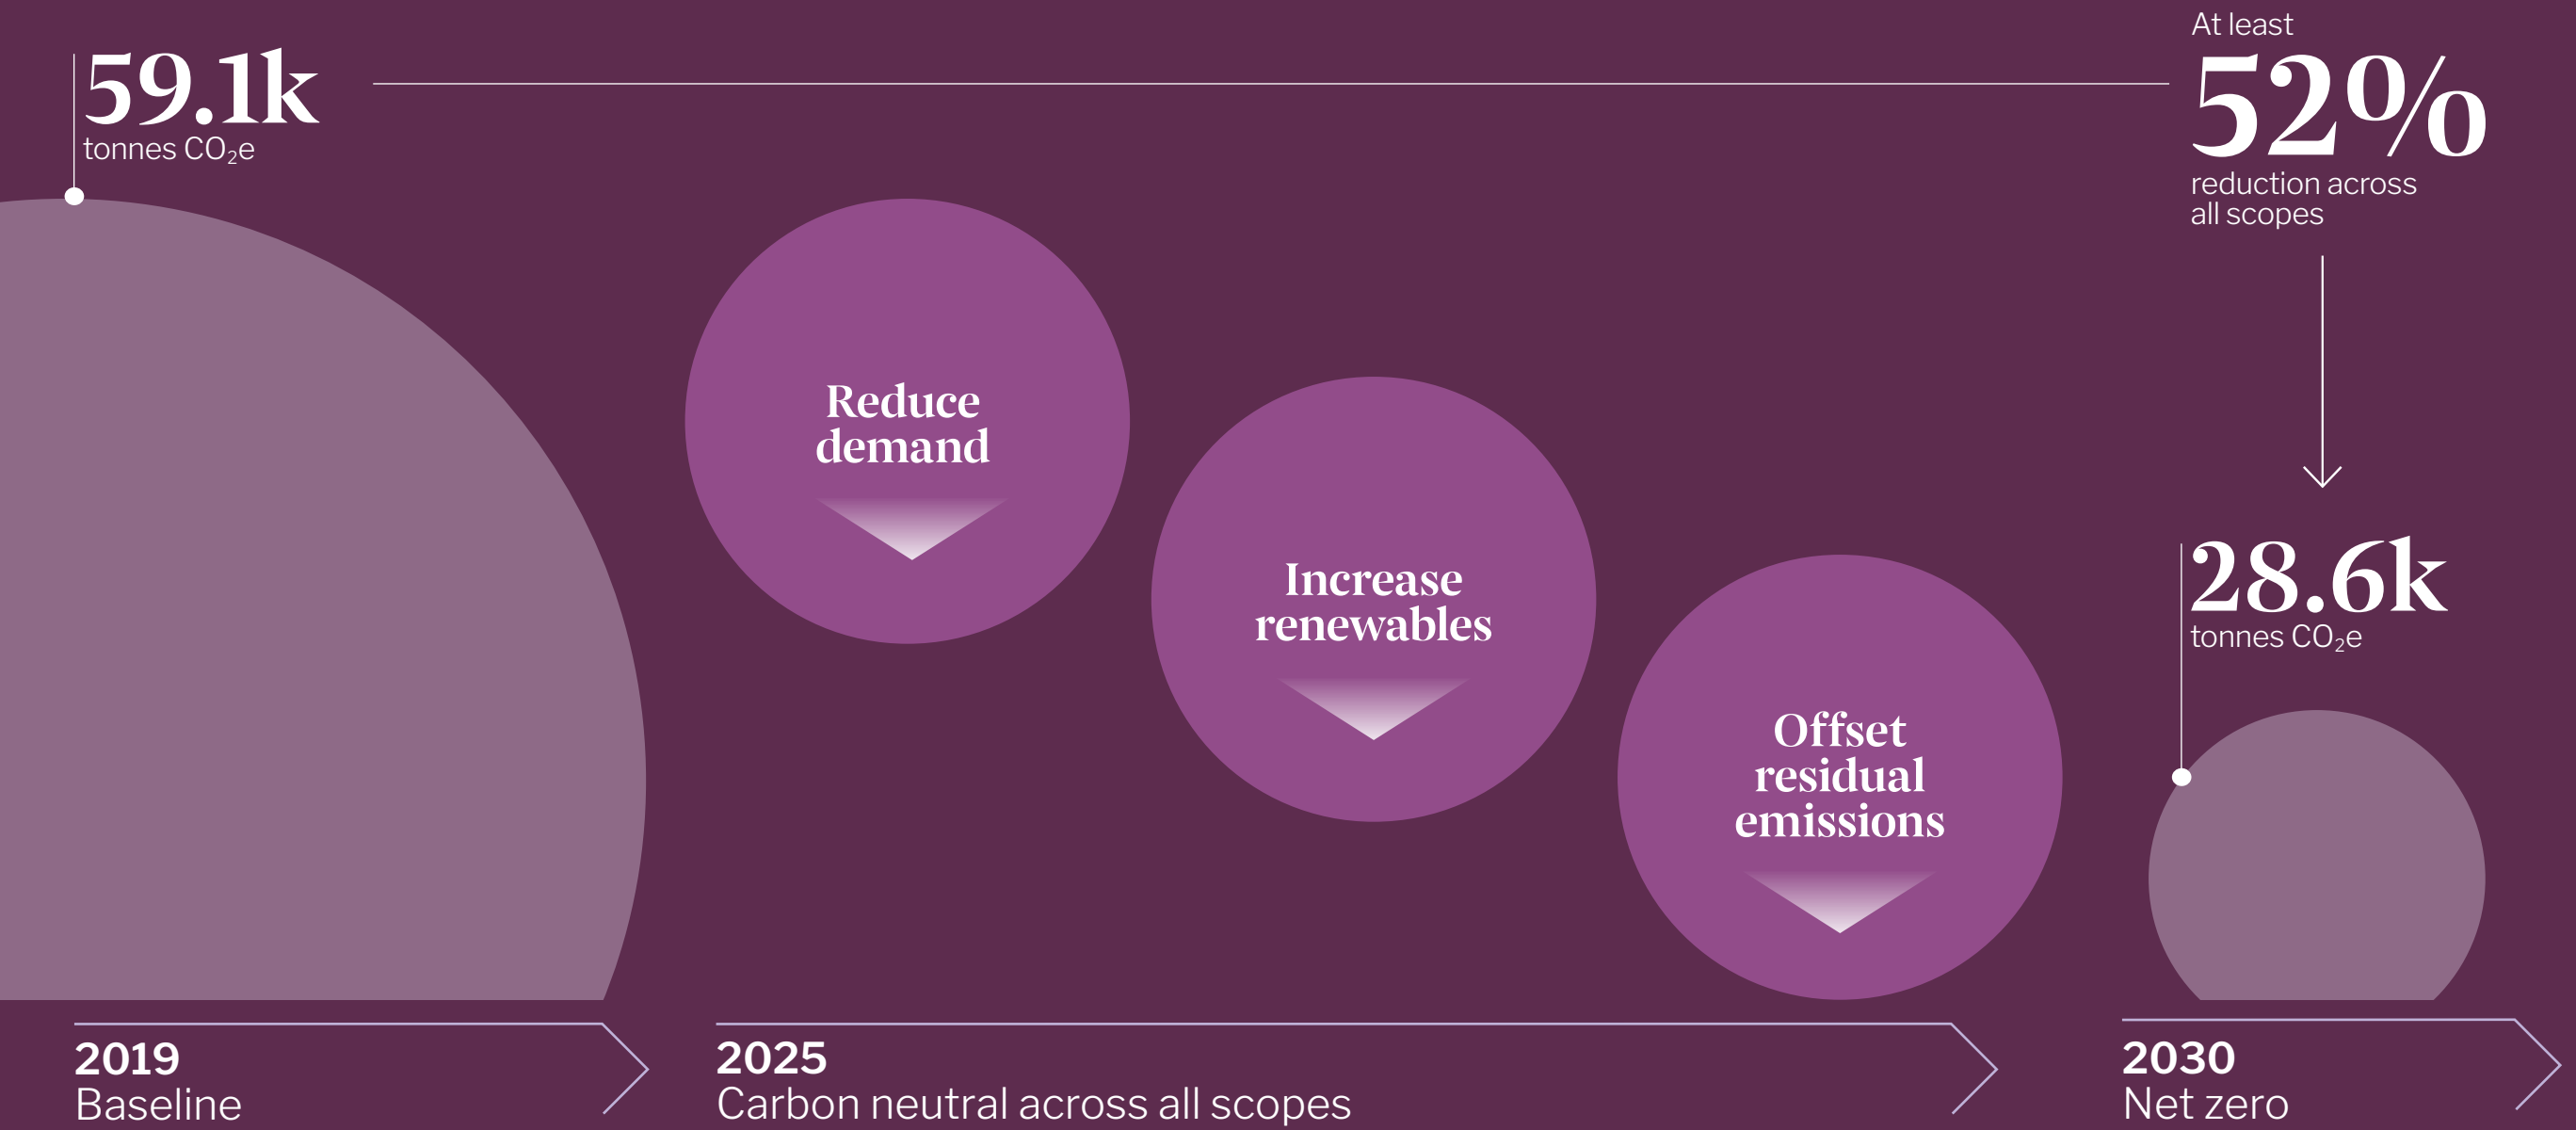 59.1k
tonnes CO₂e
At least
52%
reduction across
all scopes
Reduce
demand
Increase
renewables
Offset
residual
emissions
28.6k
tonnes CO₂e
2019
Baseline
2025
Carbon neutral across all scopes
2030
Net zero